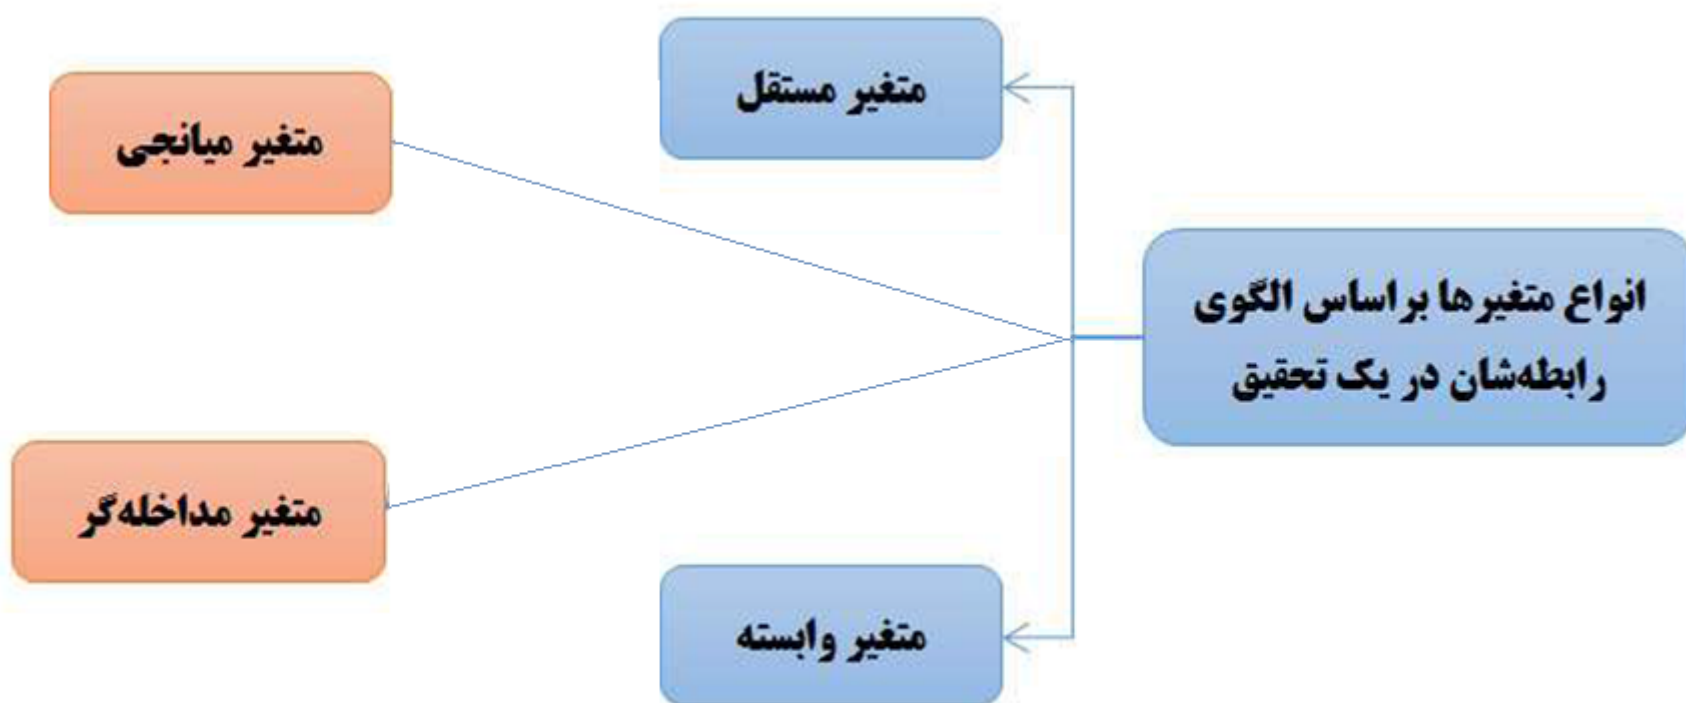 متغیر مستقل
متغیر میانجی
انواع متغیرها براساس الگوی
رابطه‌شان در یک تحقیق
متغیر مداخله‌گر
متغیر وابسته